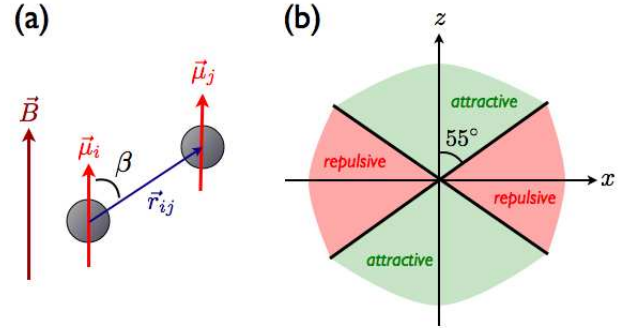 (a)
(b)
z
μ⃗j
attractive
B⃗
μ⃗i
β
55°
repulsive
x
r⃗ij
repulsive
attractive